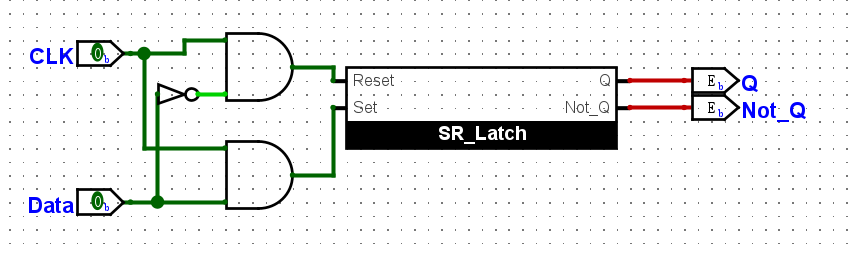 CLK 0b
Reset Q Eb Q
Set Not_Q Eb Not_Q
SR_Latch
Data 0b